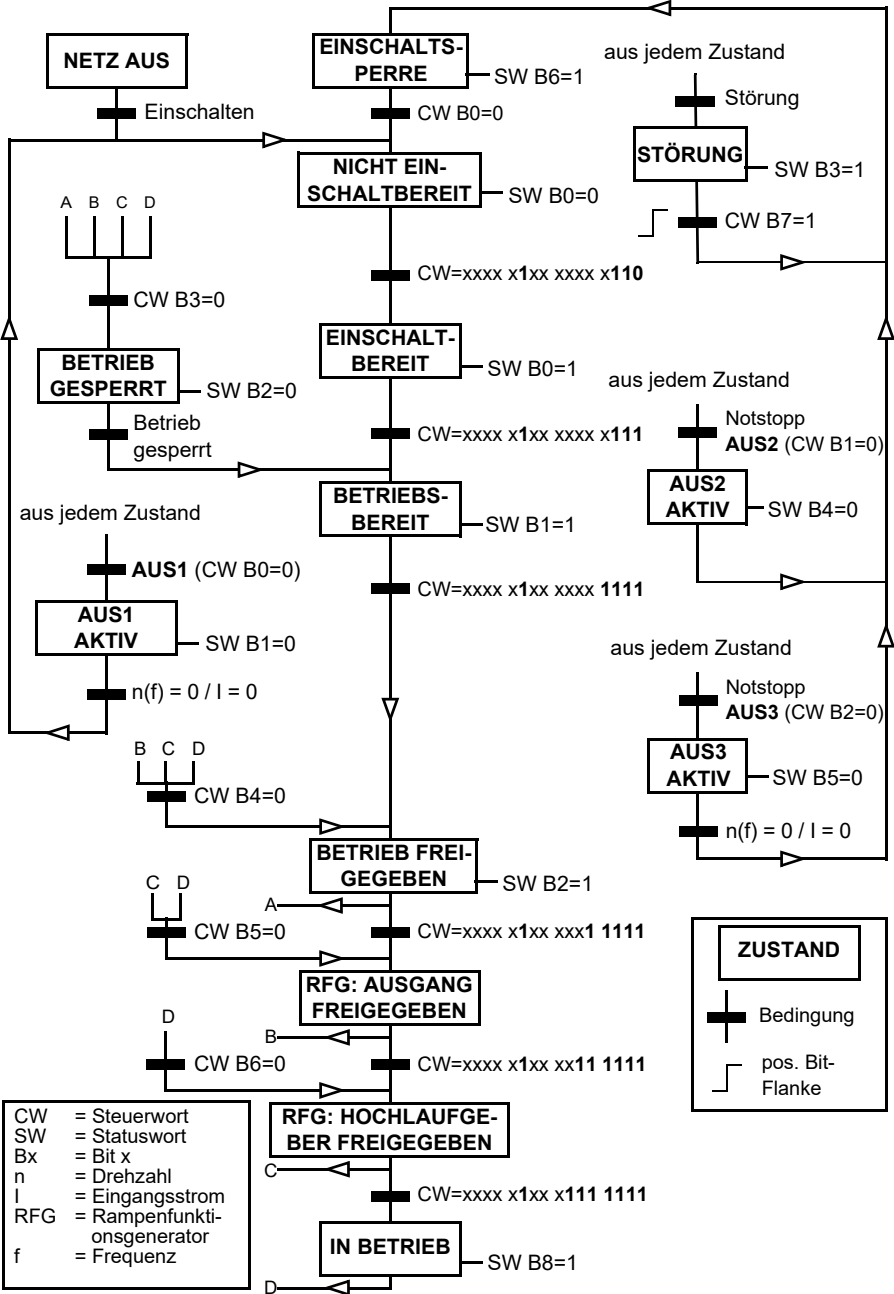 NETZ AUS
Einschalten
EINSCHALTS-
PERRE
SW B6=1
CW B0=0
NICHT EIN-
SCHALTBEREIT
SW B0=0
aus jedem Zustand
Störung
STÖRUNG
SW B3=1
CW B7=1
A B C D
CW B3=0
BETRIEB
GESPERRT
SW B2=0
Betrieb
gesperrt
CW=xxxx x1xx xxxx x110
EINSCHALT-
BEREIT
SW B0=1
CW=xxxx x1xx xxxx x111
BETRIEBS-
BEREIT
SW B1=1
CW=xxxx x1xx xxxx 1111
aus jedem Zustand
Notstopp
AUS2 (CW B1=0)
AUS2
AKTIV
SW B4=0
aus jedem Zustand
AUS1 (CW B0=0)
AUS1
AKTIV
SW B1=0
n(f) = 0 / I = 0
aus jedem Zustand
Notstopp
AUS3 (CW B2=0)
AUS3
AKTIV
SW B5=0
n(f) = 0 / I = 0
B C D
CW B4=0
BETRIEB FREI-
GEGEBEN
SW B2=1
A
C D
CW B5=0
CW=xxxx x1xx xxx1 1111
RFG: AUSGANG
FREIGEGEBEN
B
D
CW B6=0
CW=xxxx x1xx xx11 1111
RFG: HOCHLAUFGE-
BER FREIGEGEBEN
C
CW=xxxx x1xx x111 1111
IN BETRIEB
SW B8=1
D
ZUSTAND
Bedingung
pos. Bit-
Flanke
CW = Steuerwort
SW = Statuswort
Bx = Bit x
n = Drehzahl
I = Eingangsstrom
RFG = Rampenfunkti-
onsgenerator
f = Frequenz